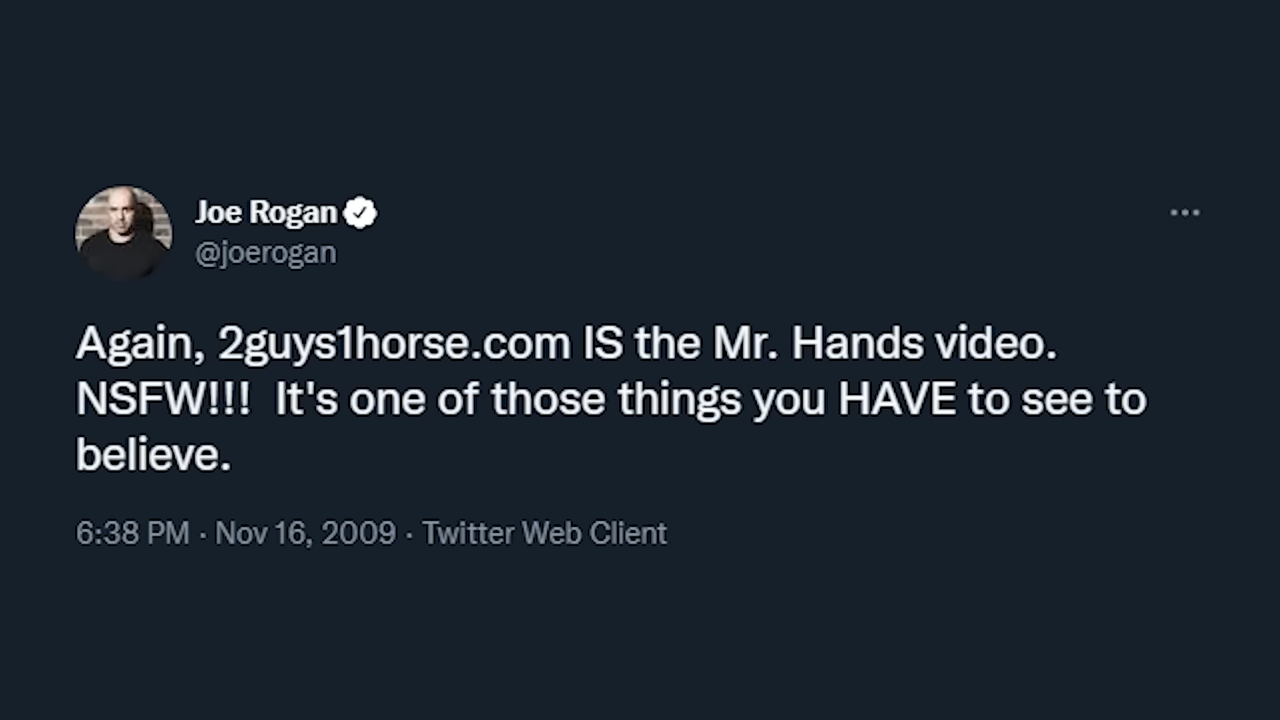 Joe Rogan
@joerogan
Again, 2guys1horse.com IS the Mr. Hands video.
NSFW!!!  It's one of those things you HAVE to see to
believe.
6:38 PM · Nov 16, 2009 · Twitter Web Client